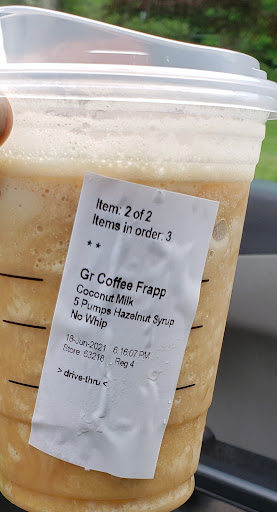 Item: 2 of 2
Items in order: 3
* *
Gr Coffee Frapp
Coconut Milk
5 Pumps Hazelnut Syrup
No Whip
18-Jun-2021 6:16:07 PM
Store: 63218 Reg 4
> drive-thru <